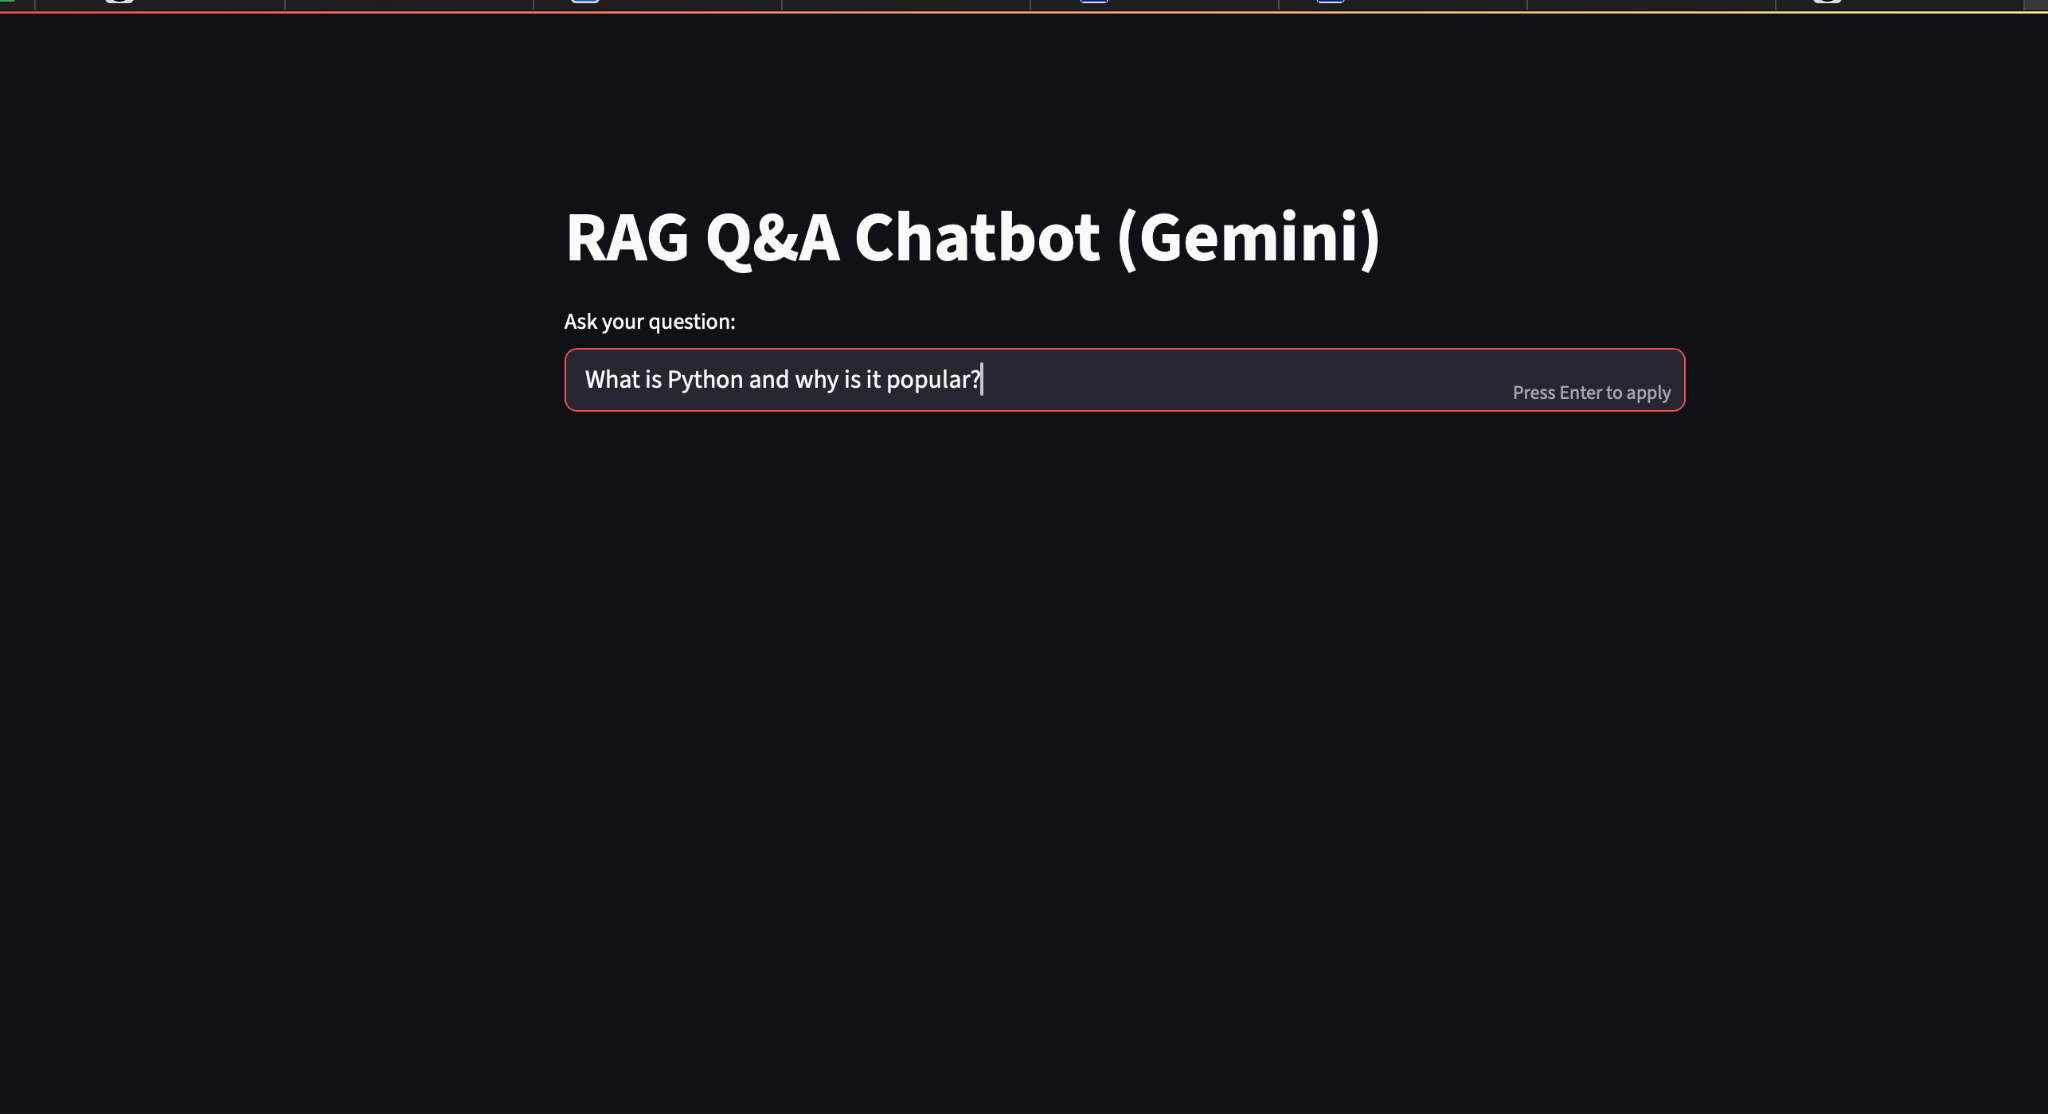 RAG Q&A Chatbot (Gemini)
Ask your question:
What is Python and why is it popular?
Press Enter to apply